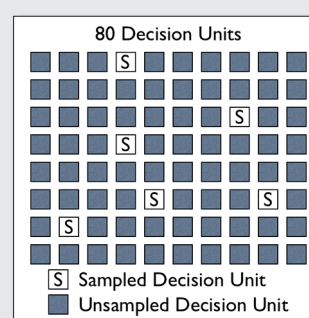 80 Decision Units
S
S
S
S S
S
S Sampled Decision Unit
Unsampled Decision Unit